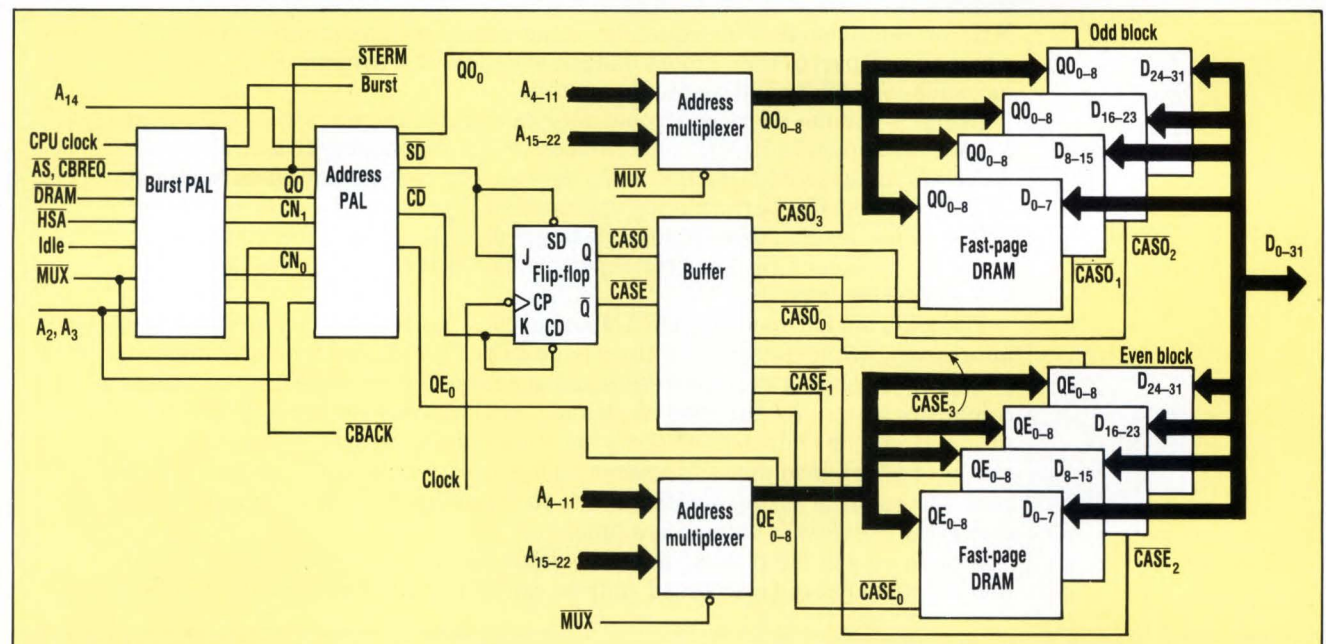 STERM
Burst
A14
CPU clock
AS, CBREQ
DRAM
HSA
Idle
MUX
A2, A3
Burst PAL
QO
CN1
CN0
CBACK
Address PAL
QO0
SD
CD
QE0
Clock
SD
J Q
Flip-flop
CP
K CD Q
CASO
CASE
Buffer
A4–11
A15–22
MUX
Address multiplexer
QO0–8
A4–11
A15–22
MUX
Address multiplexer
QE0–8
CASO3
CASO2
CASO1
CASO0
CASE1
CASE3
CASE0
CASE2
Odd block
QO0–8 D24–31
QO0–8 D16–23
QO0–8 D8–15
QO0–8 D0–7
Fast-page DRAM
D0–31
Even block
QE0–8 D24–31
QE0–8 D16–23
QE0–8 D8–15
QE0–8 D0–7
Fast-page DRAM